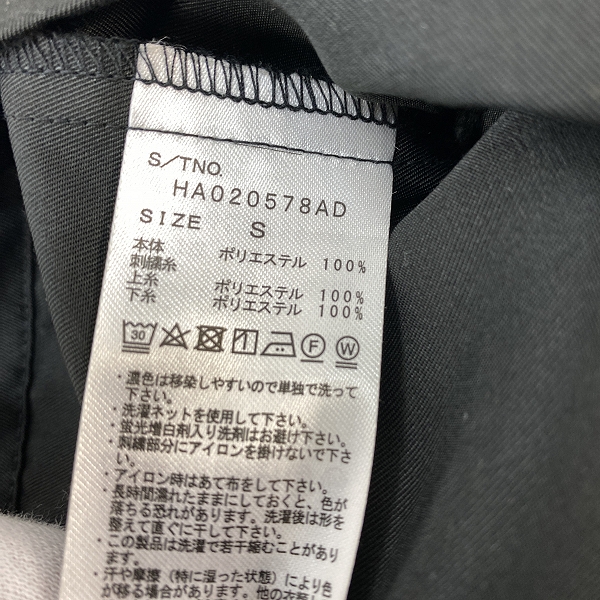 S/TNO.
HA020578AD
SIZE S
本体 ポリエステル 100%
刺繍糸
上糸 ポリエステル 100%
下糸 ポリエステル 100%
30 F W
・濃色は移染しやすいので単独で洗って
下さい。
・洗濯ネットを使用して下さい。
・蛍光増白剤入り洗剤はお避け下さい。
・刺繍部分にアイロンを掛けないで下さ
い。
・アイロン時はあて布をして下さい。
・長時間濡れたままにしておくと、色が
落ちる恐れがあります。洗濯後は形を
整えて直ぐに干して下さい。
・この製品は洗濯で若干縮むことがあり
ます。
・汗や摩擦（特に湿った状態）により色
が移る場合があります。他の衣類